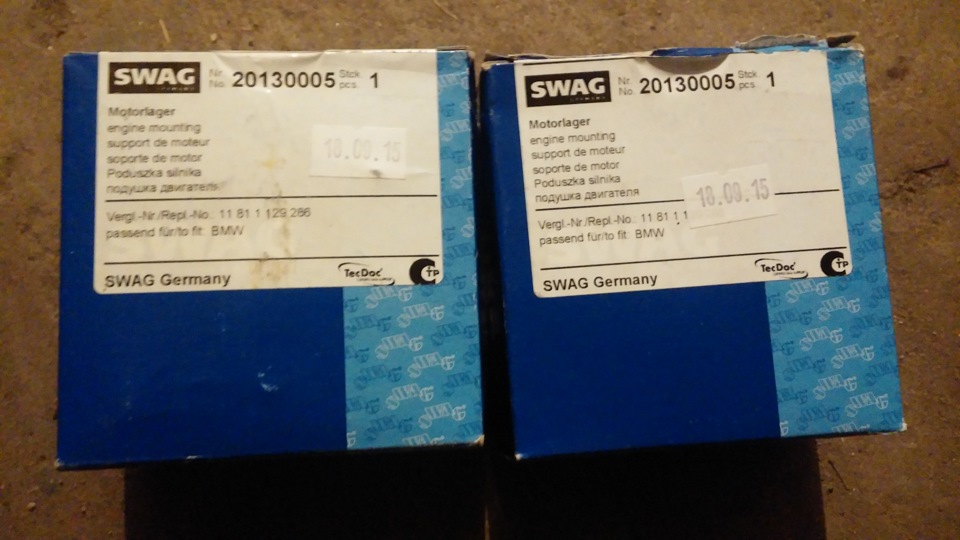 SWAG
GERMANY
Nr. No. 20130005 Stck. pcs. 1
Motorlager
engine mounting
support de moteur
soporte de motor
Poduszka silnika
подушка двигателя
18.09.15
Vergl.-Nr./Repl.-No.: 11 81 1 129 286
passend für/to fit: BMW
SWAG Germany
TecDoc
CTP
SWAG
GERMANY
Nr. No. 20130005 Stck. pcs. 1
Motorlager
engine mounting
support de moteur
soporte de motor
Poduszka silnika
подушка двигателя
18.09.15
Vergl.-Nr./Repl.-No.: 11 81 1 1
passend für/to fit: BMW
SWAG Germany
TecDoc
CTP